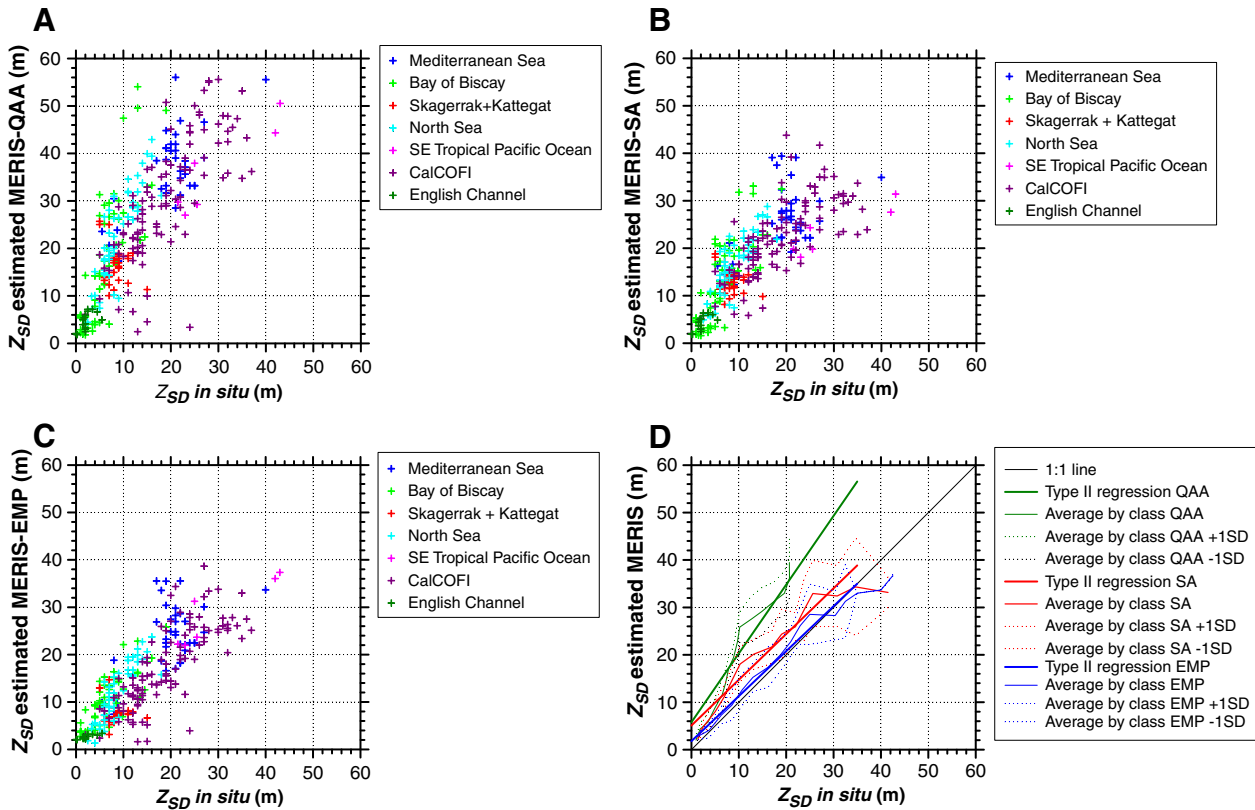 A
Z_SD estimated MERIS-QAA (m)
60
50
40
30
20
10
0
0 10 20 30 40 50 60
Z_SD in situ (m)
Mediterranean Sea
Bay of Biscay
Skagerrak+Kattegat
North Sea
SE Tropical Pacific Ocean
CalCOFI
English Channel
B
Z_SD estimated MERIS-SA (m)
60
50
40
30
20
10
0
0 10 20 30 40 50 60
Z_SD in situ (m)
Mediterranean Sea
Bay of Biscay
Skagerrak + Kattegat
North Sea
SE Tropical Pacific Ocean
CalCOFI
English Channel
C
Z_SD estimated MERIS-EMP (m)
60
50
40
30
20
10
0
0 10 20 30 40 50 60
Z_SD in situ (m)
Mediterranean Sea
Bay of Biscay
Skagerrak + Kattegat
North Sea
SE Tropical Pacific Ocean
CalCOFI
English Channel
D
Z_SD estimated MERIS (m)
60
50
40
30
20
10
0
0 10 20 30 40 50 60
Z_SD in situ (m)
1:1 line
Type II regression QAA
Average by class QAA
Average by class QAA +1SD
Average by class QAA -1SD
Type II regression SA
Average by class SA
Average by class SA +1SD
Average by class SA -1SD
Type II regression EMP
Average by class EMP
Average by class EMP +1SD
Average by class EMP -1SD